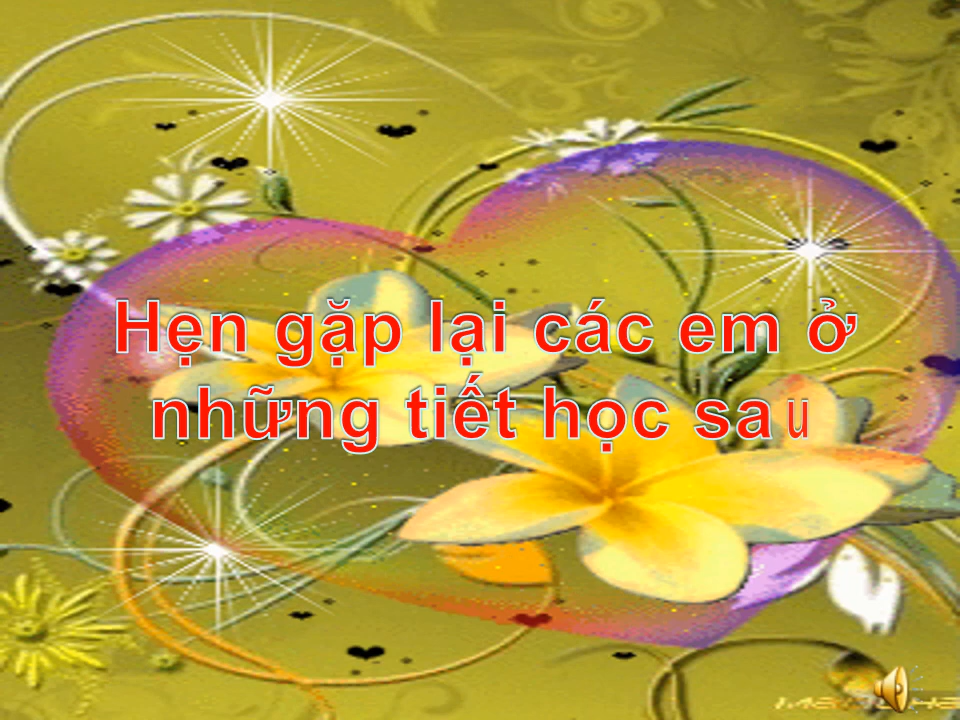 Hẹn gặp lại các em ở
những tiết học sau